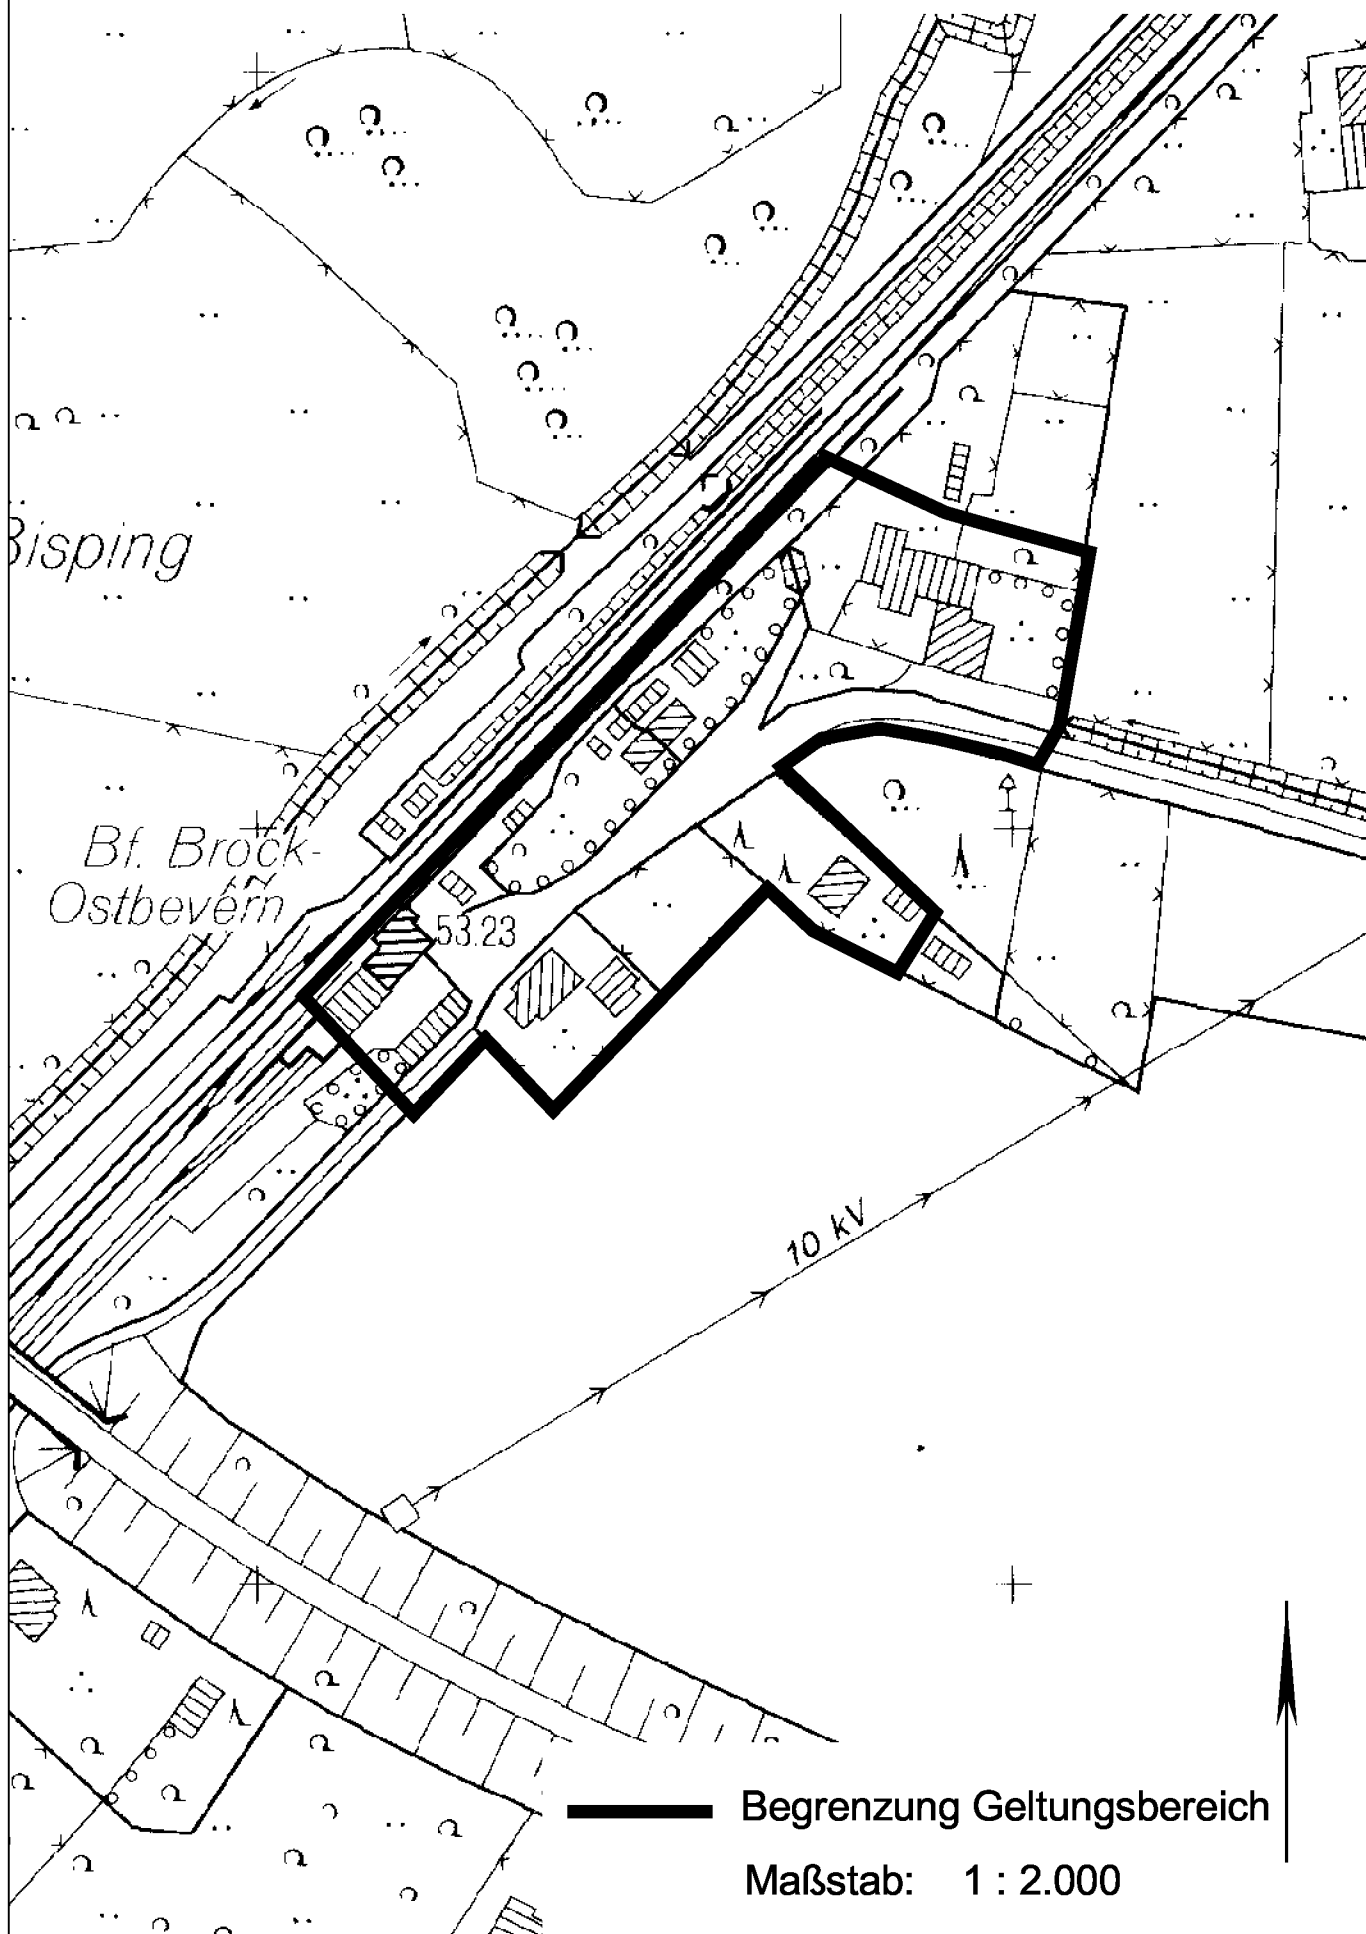 Bisping
Bf. Brock-
Ostbevern
53.23
10 kV
Begrenzung Geltungsbereich
Maßstab: 1 : 2.000